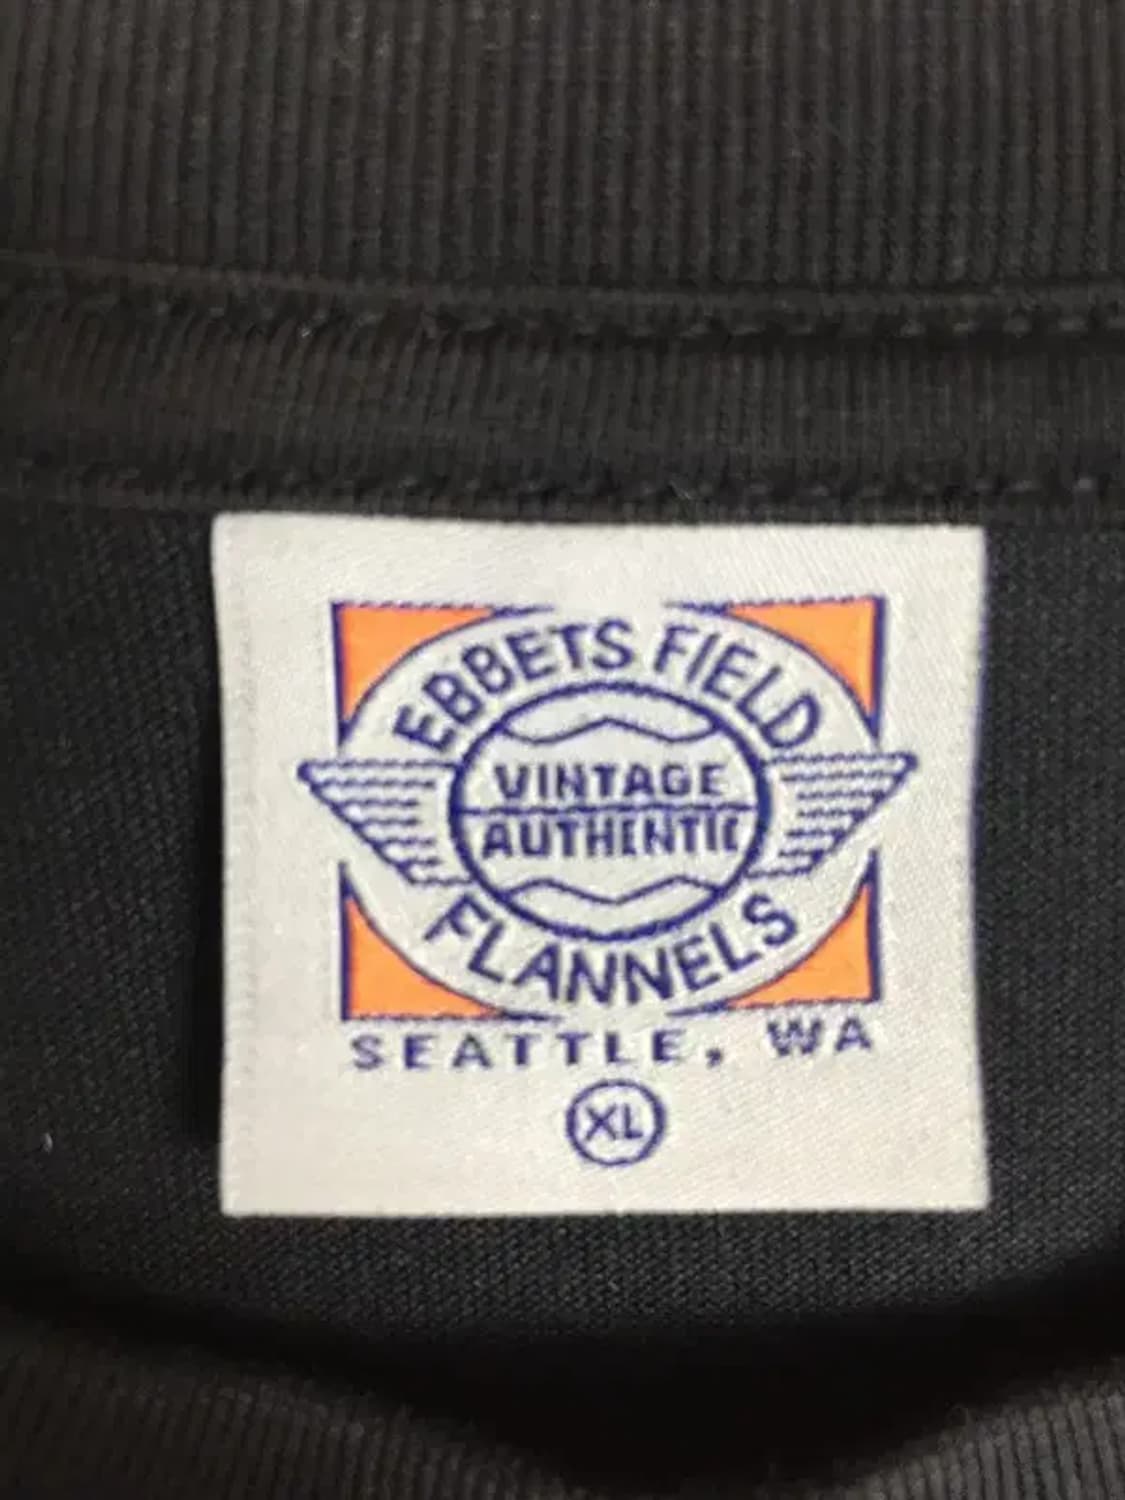 EBBETS FIELD
VINTAGE
AUTHENTIC
FLANNELS
SEATTLE, WA
XL